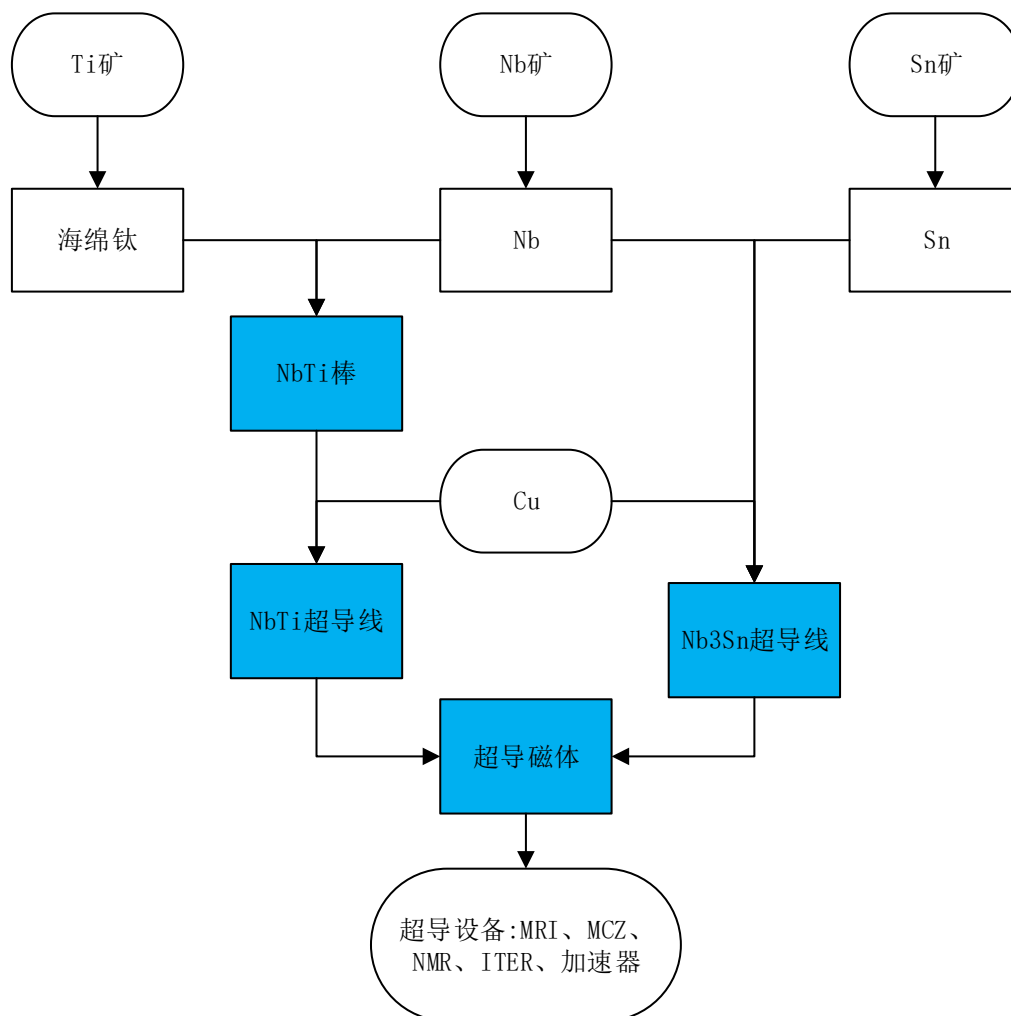 Ti矿
Nb矿
Sn矿
海绵钛
Nb
Sn
NbTi棒
Cu
NbTi超导线
Nb3Sn超导线
超导磁体
超导设备:MRI、MCZ、
NMR、ITER、加速器